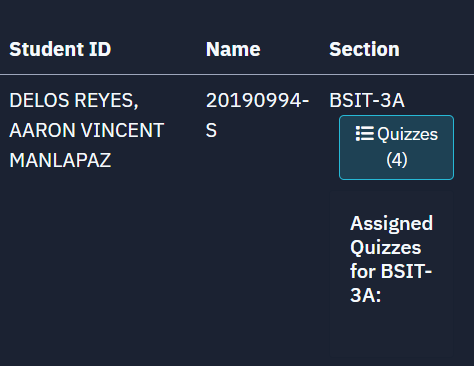 Student ID Name Section
DELOS REYES, 20190994- BSIT-3A
AARON VINCENT S
MANLAPAZ
Quizzes
(4)
Assigned
Quizzes
for BSIT-
3A: